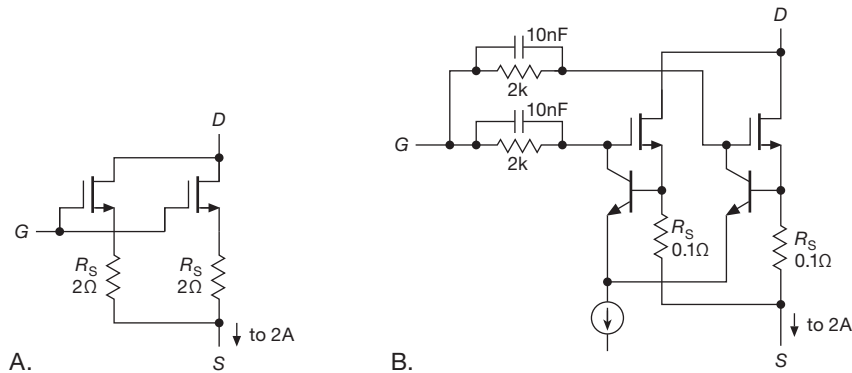 D
G
R_S
2Ω
R_S
2Ω
to 2A
S
A.
D
10nF
2k
10nF
2k
G
R_S
0.1Ω
R_S
0.1Ω
to 2A
S
B.